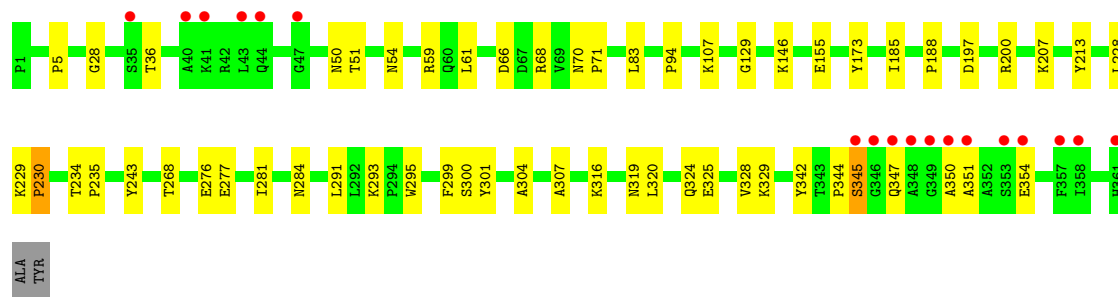 P1 P5 G28 S35 T36 A40 K41 R42 L43 Q44 G47 N50 T51 N54 R59 Q60 L61 D66 D67 R68 V69 N70 P71 L83 P94 K107 G129 K146 E155 Y173 I185 P188 D197 R200 K207 Y213 L228
K229 P230 T234 P235 Y243 T268 E276 E277 I281 N284 L291 L292 K293 P294 W295 F299 S300 Y301 A304 A307 K316 N319 L320 Q324 E325 V328 K329 Y342 T343 P344 S345 G346 Q347 A348 G349 A350 A351 A352 S353 E354 F357 I358
ALA TYR